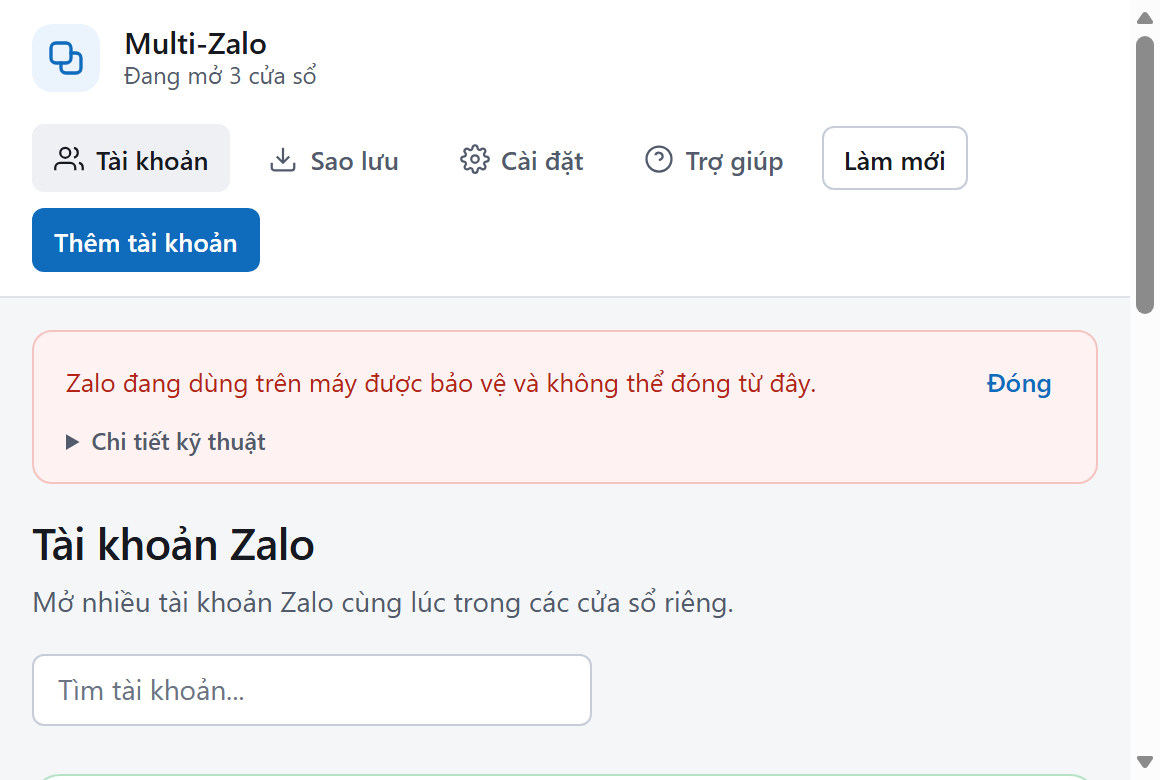 Multi-Zalo
Đang mở 3 cửa sổ
Tài khoản
Sao lưu
Cài đặt
Trợ giúp
Làm mới
Thêm tài khoản
Zalo đang dùng trên máy được bảo vệ và không thể đóng từ đây.
Đóng
Chi tiết kỹ thuật
Tài khoản Zalo
Mở nhiều tài khoản Zalo cùng lúc trong các cửa sổ riêng.
Tìm tài khoản...